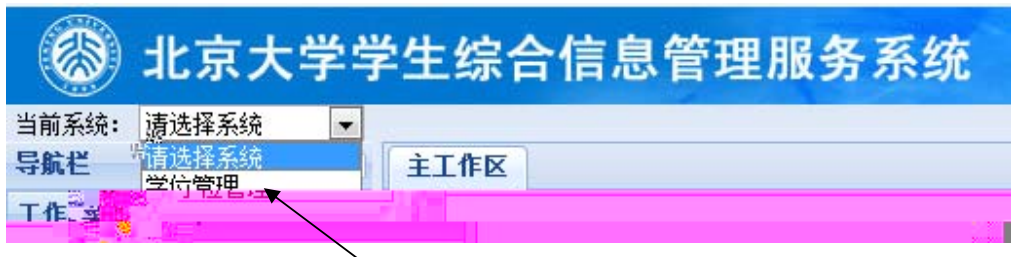 北京大学学生综合信息管理服务系统
当前系统： 请选择系统
导航栏 请选择系统 主工作区
学位管理
工作